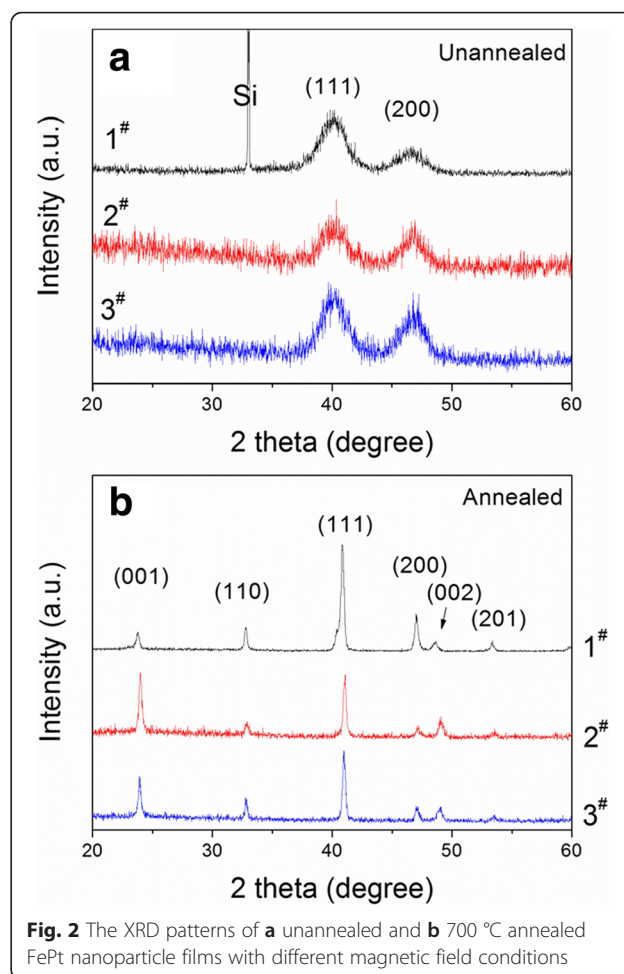 a
Unannealed
Si
(111)
(200)
1#
2#
3#
Intensity (a.u.)
20 30 40 50 60
2 theta (degree)
b
Annealed
(001)
(110)
(111)
(200)
(002)
(201)
1#
2#
3#
Intensity (a.u.)
20 30 40 50 60
2 theta (degree)
Fig. 2 The XRD patterns of a unannealed and b 700 °C annealed
FePt nanoparticle films with different magnetic field conditions